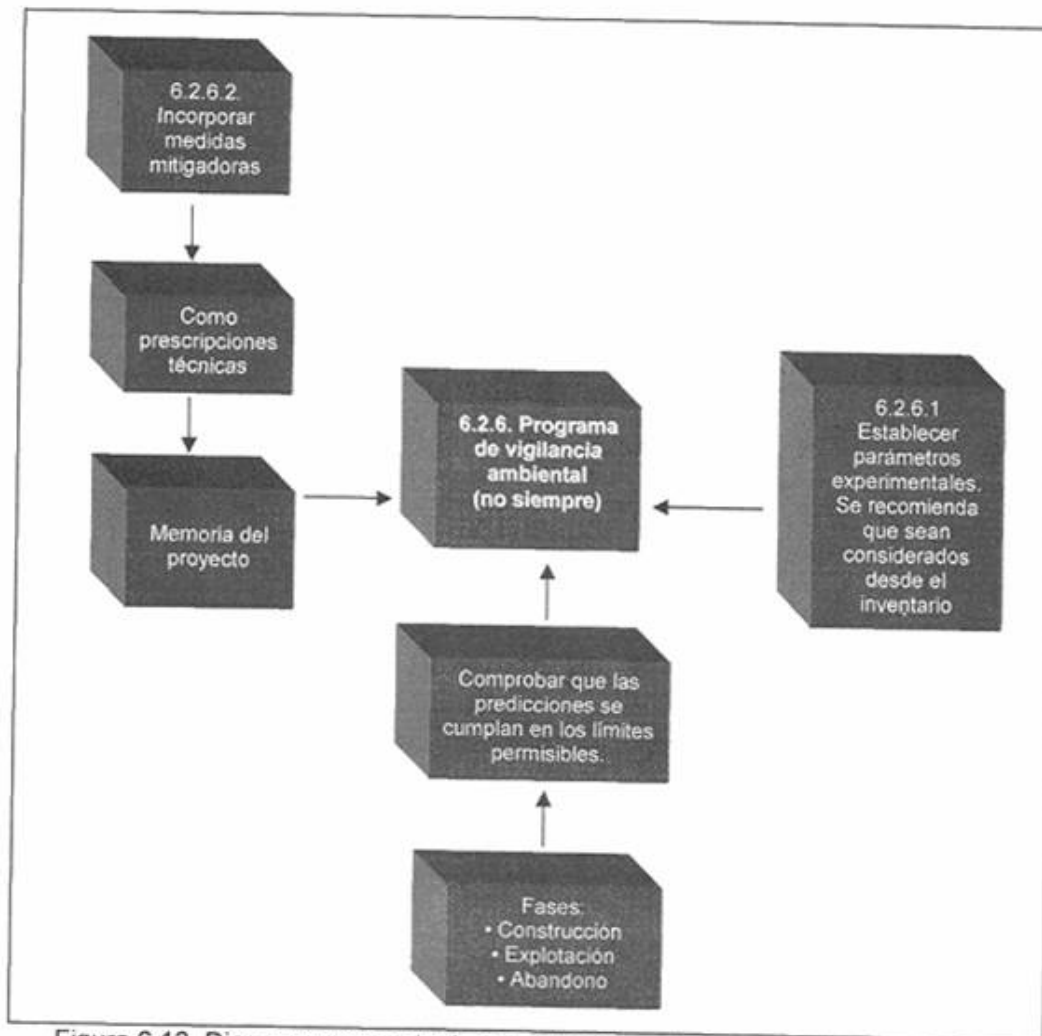 6.2.6.2.
Incorporar
medidas
mitigadoras
Como
prescripciones
técnicas
Memoria del
proyecto
6.2.6. Programa
de vigilancia
ambiental
(no siempre)
6.2.6.1
Establecer
parámetros
experimentales.
Se recomienda
que sean
considerados
desde el
inventario
Comprobar que las
predicciones se
cumplan en los límites
permisibles.
Fases:
• Construcción
• Explotación
• Abandono